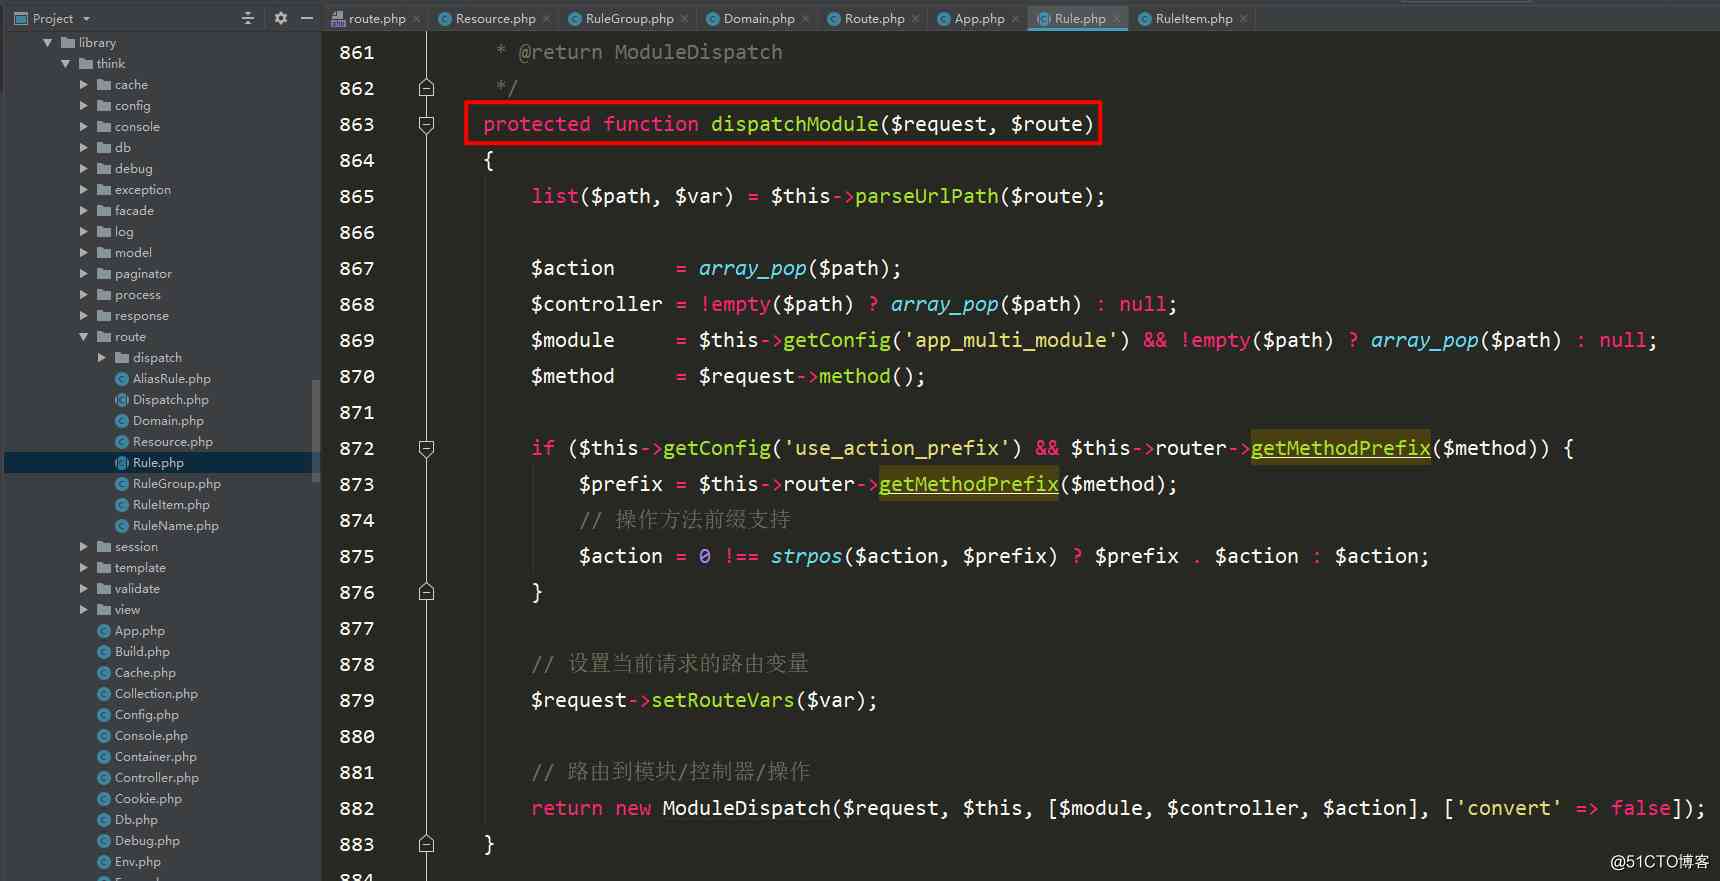 Project
route.php
Resource.php
RuleGroup.php
Domain.php
Route.php
App.php
Rule.php
RuleItem.php
library
think
cache
config
console
db
debug
exception
facade
log
model
paginator
process
response
route
dispatch
AliasRule.php
Dispatch.php
Domain.php
Resource.php
Rule.php
RuleGroup.php
RuleItem.php
RuleName.php
session
template
validate
view
App.php
Build.php
Cache.php
Collection.php
Config.php
Console.php
Container.php
Controller.php
Cookie.php
Db.php
Debug.php
Env.php
861 * @return ModuleDispatch
862 */
863 protected function dispatchModule($request, $route)
864 {
865 list($path, $var) = $this->parseUrlPath($route);
866
867 $action = array_pop($path);
868 $controller = !empty($path) ? array_pop($path) : null;
869 $module = $this->getConfig('app_multi_module') && !empty($path) ? array_pop($path) : null;
870 $method = $request->method();
871
872 if ($this->getConfig('use_action_prefix') && $this->router->getMethodPrefix($method)) {
873 $prefix = $this->router->getMethodPrefix($method);
874 // 操作方法前缀支持
875 $action = 0 !== strpos($action, $prefix) ? $prefix . $action : $action;
876 }
877
878 // 设置当前请求的路由变量
879 $request->setRouteVars($var);
880
881 // 路由到模块/控制器/操作
882 return new ModuleDispatch($request, $this, [$module, $controller, $action], ['convert' => false]);
883 }
884
@51CTO博客